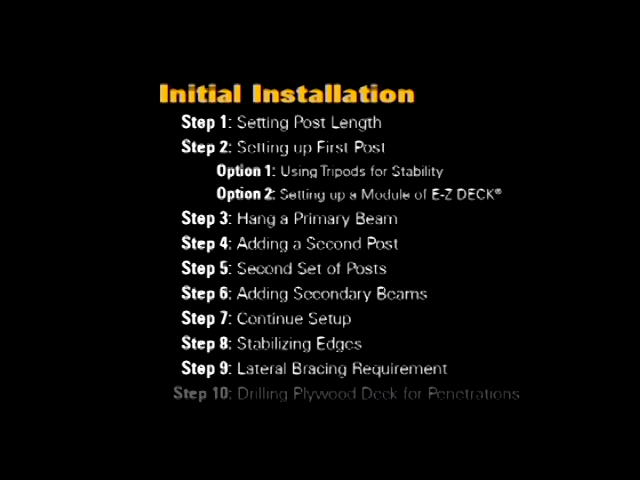 Initial Installation
Step 1: Setting Post Length
Step 2: Setting up First Post
Option 1: Using Tripods for Stability
Option 2: Setting up a Module of E-Z DECK®
Step 3: Hang a Primary Beam
Step 4: Adding a Second Post
Step 5: Second Set of Posts
Step 6: Adding Secondary Beams
Step 7: Continue Setup
Step 8: Stabilizing Edges
Step 9: Lateral Bracing Requirement
Step 10: Drilling Plywood Deck for Penetrations